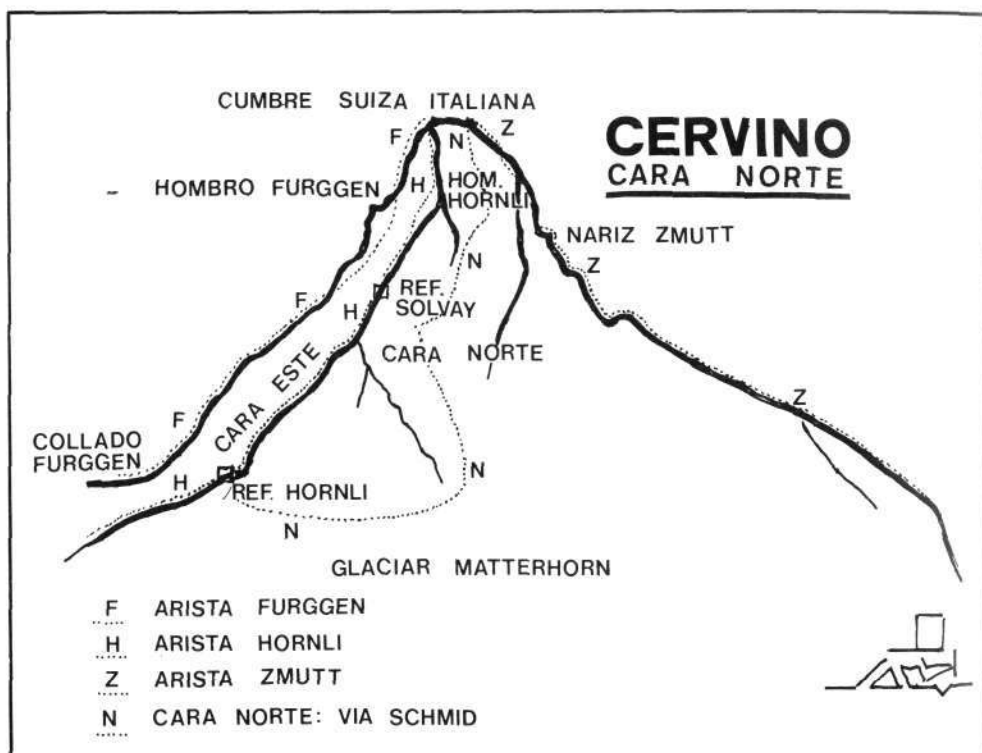 CUMBRE SUIZA ITALIANA
CERVINO
CARA NORTE
F
N
Z
HOMBRO FURGGEN
H
HOM.
HORNLI
NARIZ ZMUTT
N
Z
F
REF.
SOLVAY
H
CARA NORTE
CARA ESTE
Z
F
COLLADO
FURGGEN
H
REF. HORNLI
N
N
GLACIAR MATTERHORN
F ARISTA FURGGEN
H ARISTA HORNLI
Z ARISTA ZMUTT
N CARA NORTE: VIA SCHMID